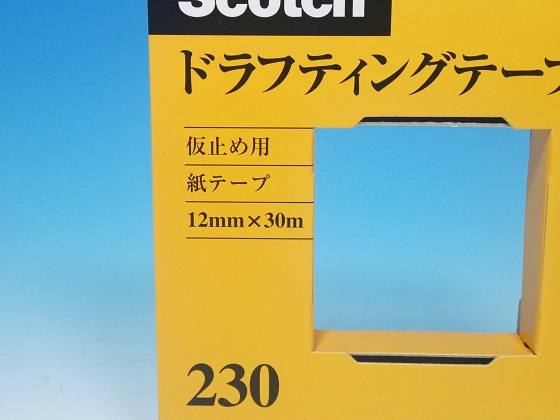 Scotch
ドラフティングテープ
仮止め用
紙テープ
12mm×30m
230